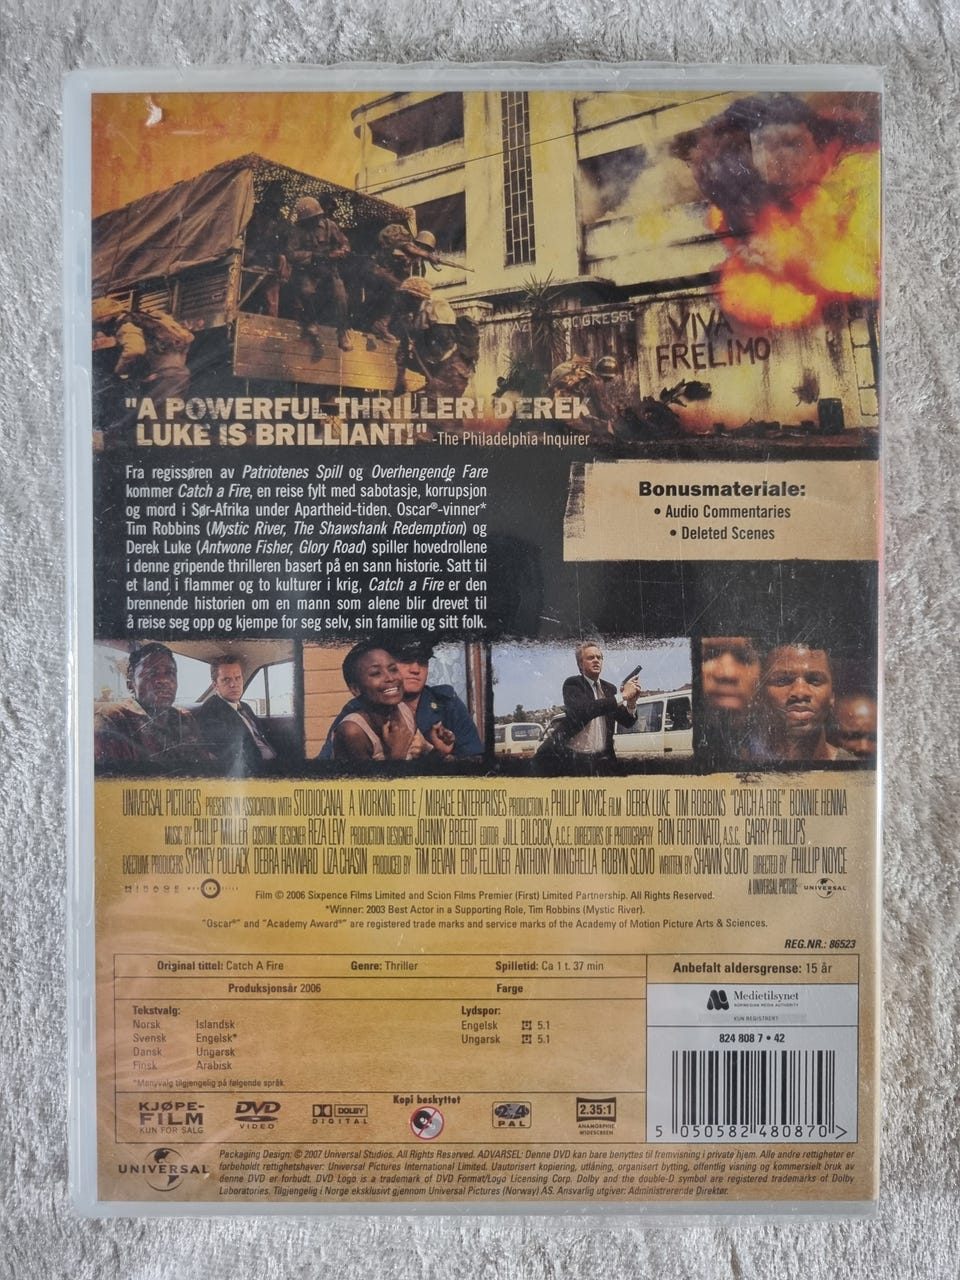 VIVA
FRELIMO
"A POWERFUL THRILLER! DEREK
LUKE IS BRILLIANT!" -The Philadelphia Inquirer
Fra regissøren av Patriotenes Spill og Overhengende Fare
kommer Catch a Fire, en reise fylt med sabotasje, korrupsjon
og mord i Sør-Afrika under Apartheid-tiden. Oscar®-vinner*
Tim Robbins (Mystic River, The Shawshank Redemption) og
Derek Luke (Antwone Fisher, Glory Road) spiller hovedrollene
i denne gripende thrilleren basert på en sann historie. Satt til
et land i flammer og to kulturer i krig, Catch a Fire er den
brennende historien om en mann som alene blir drevet til
å reise seg opp og kjempe for seg selv, sin familie og sitt folk.
Bonusmateriale:
• Audio Commentaries
• Deleted Scenes
UNIVERSAL PICTURES PRESENTS IN ASSOCIATION WITH STUDIOCANAL A WORKING TITLE / MIRAGE ENTERPRISES PRODUCTION A PHILLIP NOYCE FILM DEREK LUKE TIM ROBBINS "CATCH A FIRE" BONNIE HENNA
MUSIC BY PHILIP MILLER COSTUME DESIGNER REZA LEVY PRODUCTION DESIGNER JOHNNY BREEDT EDITOR JILL BILCOCK, A.C.E. DIRECTORS OF PHOTOGRAPHY RON FORTUNATO, A.S.C. GARRY PHILLIPS
EXECUTIVE PRODUCERS SYDNEY POLLACK DEBRA HAYWARD LIZA CHASIN PRODUCED BY TIM BEVAN ERIC FELLNER ANTHONY MINGHELLA ROBYN SLOVO WRITTEN BY SHAWN SLOVO DIRECTED BY PHILLIP NOYCE
MIRAGE
A UNIVERSAL PICTURE UNIVERSAL
Film © 2006 Sixpence Films Limited and Scion Films Premier (First) Limited Partnership. All Rights Reserved.
*Winner: 2003 Best Actor in a Supporting Role, Tim Robbins (Mystic River).
"Oscar®" and "Academy Award®" are registered trade marks and service marks of the Academy of Motion Picture Arts & Sciences.
REG.NR.: 86523
Original tittel: Catch A Fire Genre: Thriller Spilletid: Ca 1 t. 37 min
Produksjonsår 2006 Farge
Anbefalt aldersgrense: 15 år
Medietilsynet
NORWEGIAN MEDIA AUTHORITY
KUN REGISTRERT
Tekstvalg:
Norsk Islandsk
Svensk Engelsk*
Dansk Ungarsk
Finsk Arabisk
*Menyvalg tilgjengelig på følgende språk
Lydspor:
Engelsk 5.1
Ungarsk 5.1
824 808 7 • 42
5 050582 480870 >
KJØPE-
FILM
KUN FOR SALG
DVD
VIDEO
DOLBY
DIGITAL
Kopi beskyttet
2 4
PAL
2.35:1
ANAMORPHIC
WIDESCREEN
UNIVERSAL
Packaging Design: © 2007 Universal Studios. All Rights Reserved. ADVARSEL: Denne DVD kan bare benyttes til fremvisning i private hjem. Alle andre rettigheter er
forbeholdt rettighetshaver: Universal Pictures International Limited. Uautorisert kopiering, utlåning, organisert bytting, offentlig visning og kommersielt bruk av
denne DVD er forbudt. DVD Logo is a trademark of DVD Format/Logo Licensing Corp. Dolby and the double-D symbol are registered trademarks of Dolby
Laboratories. Tilgjengelig i Norge eksklusivt gjennom Universal Pictures (Norway) AS. Ansvarlig utgiver: Administrerende Direktør.